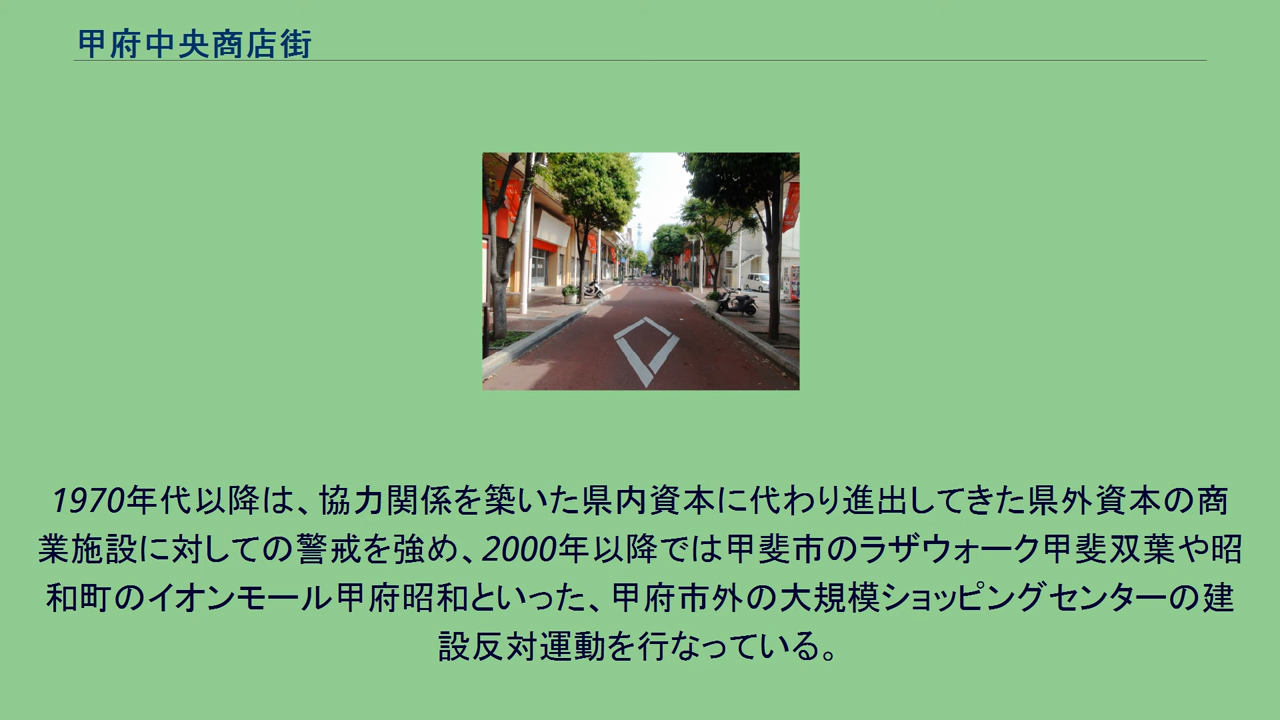 甲府中央商店街
1970年代以降は、協力関係を築いた県内資本に代わり進出してきた県外資本の商
業施設に対しての警戒を強め、2000年以降では甲斐市のラザウォーク甲斐双葉や昭
和町のイオンモール甲府昭和といった、甲府市外の大規模ショッピングセンターの建
設反対運動を行なっている。